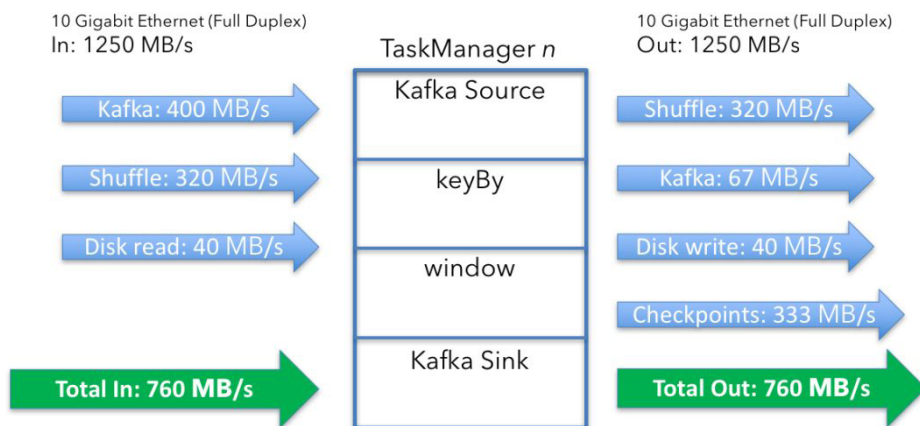 10 Gigabit Ethernet (Full Duplex)
In: 1250 MB/s
Kafka: 400 MB/s
Shuffle: 320 MB/s
Disk read: 40 MB/s
Total In: 760 MB/s
TaskManager n
Kafka Source
keyBy
window
Kafka Sink
10 Gigabit Ethernet (Full Duplex)
Out: 1250 MB/s
Shuffle: 320 MB/s
Kafka: 67 MB/s
Disk write: 40 MB/s
Checkpoints: 333 MB/s
Total Out: 760 MB/s